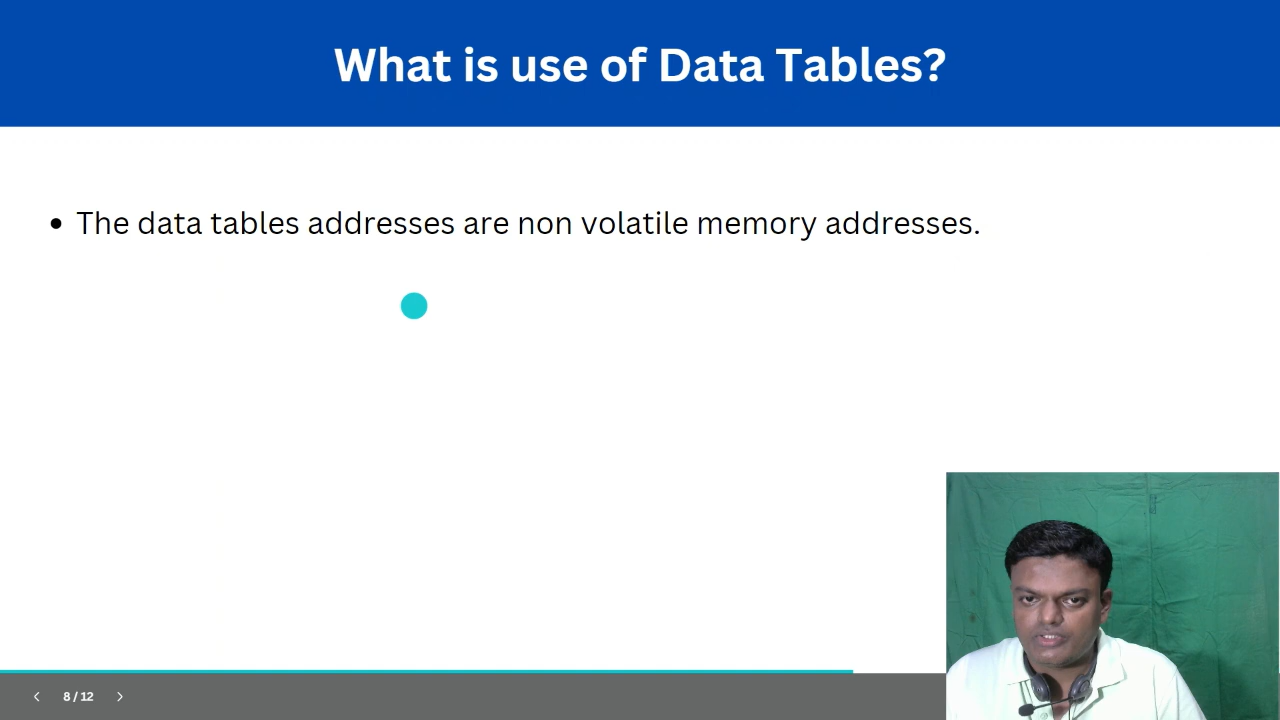 What is use of Data Tables?
• The data tables addresses are non volatile memory addresses.
8 / 12